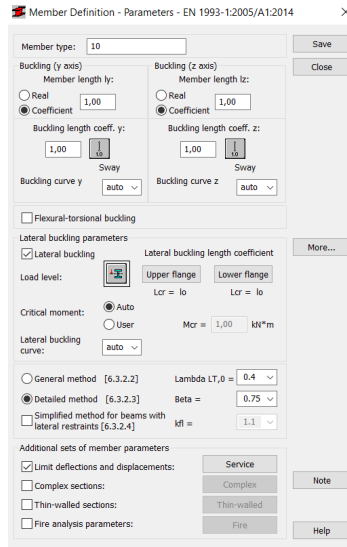 Member Definition - Parameters - EN 1993-1:2005/A1:2014
Member type: 10
Save
Close
Buckling (y axis)
Member length ly:
Real
Coefficient
1,00
Buckling length coeff. y:
1,00
1.0
Sway
Buckling curve y
auto
Buckling (z axis)
Member length lz:
Real
Coefficient
1,00
Buckling length coeff. z:
1,00
1.0
Sway
Buckling curve z
auto
Flexural-torsional buckling
Lateral buckling parameters
Lateral buckling
Lateral buckling length coefficient
More...
Load level:
Upper flange
Lower flange
Lcr = lo
Lcr = lo
Critical moment:
Auto
User
Mcr = 1,00 kN*m
Lateral buckling
curve:
auto
General method [6.3.2.2]
Lambda LT,0 = 0.4
Detailed method [6.3.2.3]
Beta = 0.75
Simplified method for beams with
lateral restraints [6.3.2.4]
kfl = 1.1
Additional sets of member parameters
Limit deflections and displacements:
Service
Complex sections:
Complex
Note
Thin-walled sections:
Thin-walled
Fire analysis parameters:
Fire
Help